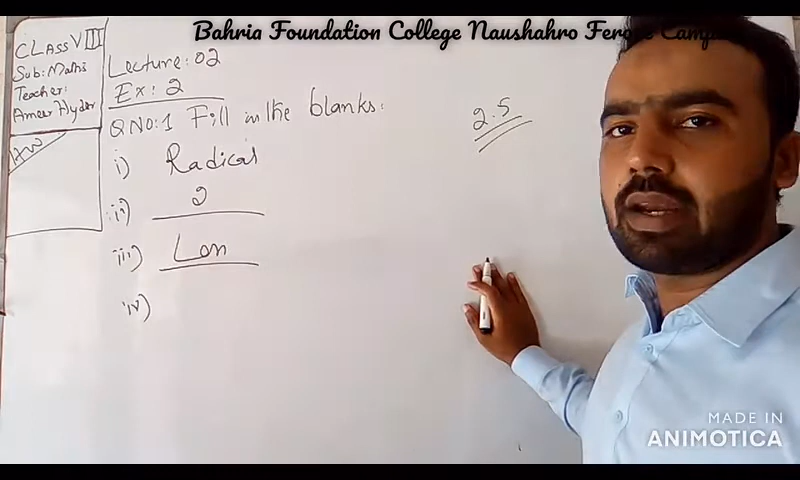 Bahria Foundation College Naushahro Feroze Campus
CLASS VIII
Sub: Maths
Teacher:
Ameer Hyder
HW
Lecture: 02
Ex: 2
Q NO: 1 Fill in the blanks:
i) Radical
ii) 2
iii)
iv)
2.5
MADE IN
ANIMOTICA